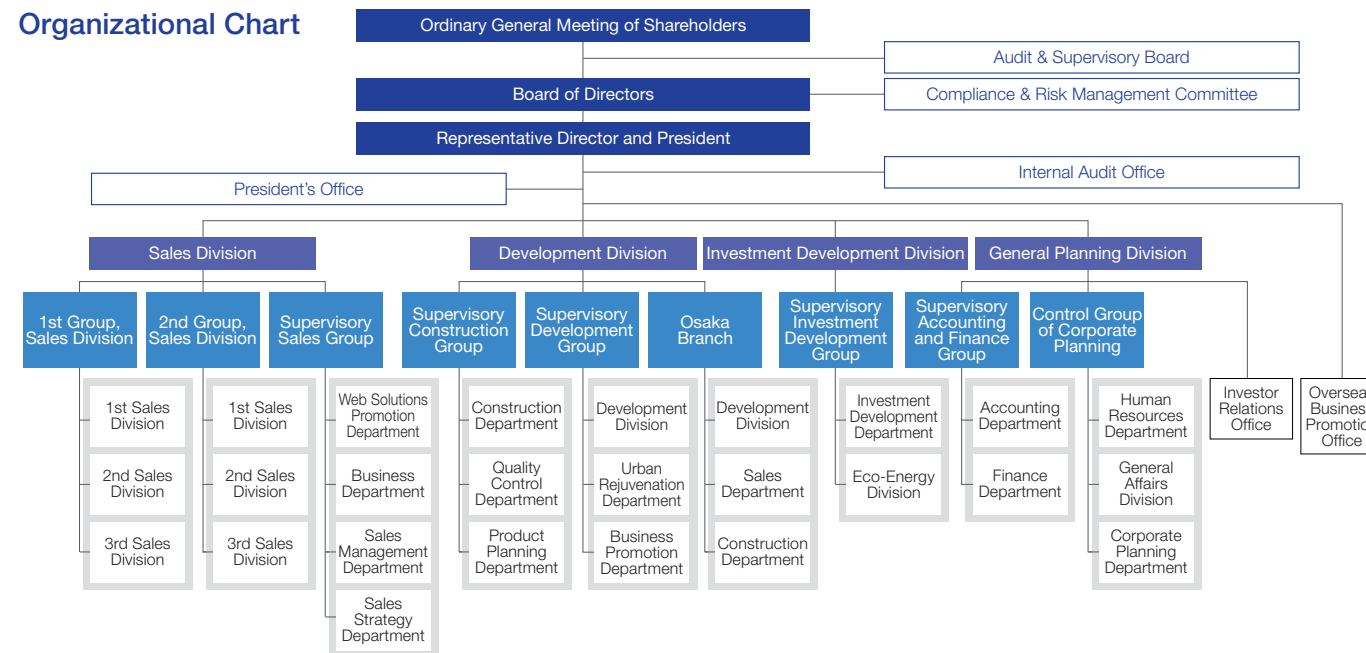 Organizational Chart
Ordinary General Meeting of Shareholders
Audit & Supervisory Board
Board of Directors
Compliance & Risk Management Committee
Representative Director and President
Internal Audit Office
President's Office
Sales Division
Development Division
Investment Development Division
General Planning Division
1st Group,
Sales Division
2nd Group,
Sales Division
Supervisory
Sales Group
Supervisory
Construction
Group
Supervisory
Development
Group
Osaka
Branch
Supervisory
Investment
Development
Group
Supervisory
Accounting
and Finance
Group
Control Group
of Corporate
Planning
1st Sales
Division
2nd Sales
Division
3rd Sales
Division
1st Sales
Division
2nd Sales
Division
3rd Sales
Division
Web Solutions
Promotion
Department
Business
Department
Sales
Management
Department
Sales
Strategy
Department
Construction
Department
Quality
Control
Department
Product
Planning
Department
Development
Division
Urban
Rejuvenation
Department
Business
Promotion
Department
Development
Division
Sales
Department
Construction
Department
Investment
Development
Department
Eco-Energy
Division
Accounting
Department
Finance
Department
Human
Resources
Department
General
Affairs
Division
Corporate
Planning
Department
Investor
Relations
Office
Oversea
Busines
Promotio
Office